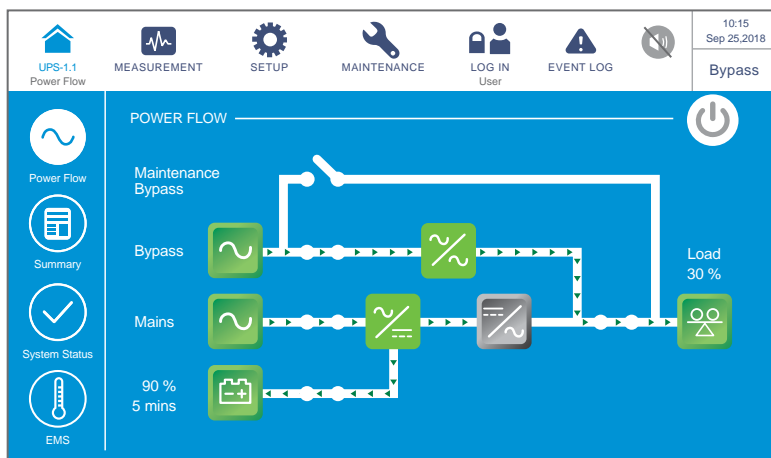 10:15
Sep 25,2018
UPS-1.1
Power Flow
MEASUREMENT
SETUP
MAINTENANCE
LOG IN
User
EVENT LOG
Bypass
POWER FLOW
Power Flow
Summary
System Status
EMS
Maintenance
Bypass
Bypass
Load
30 %
Mains
90 %
5 mins